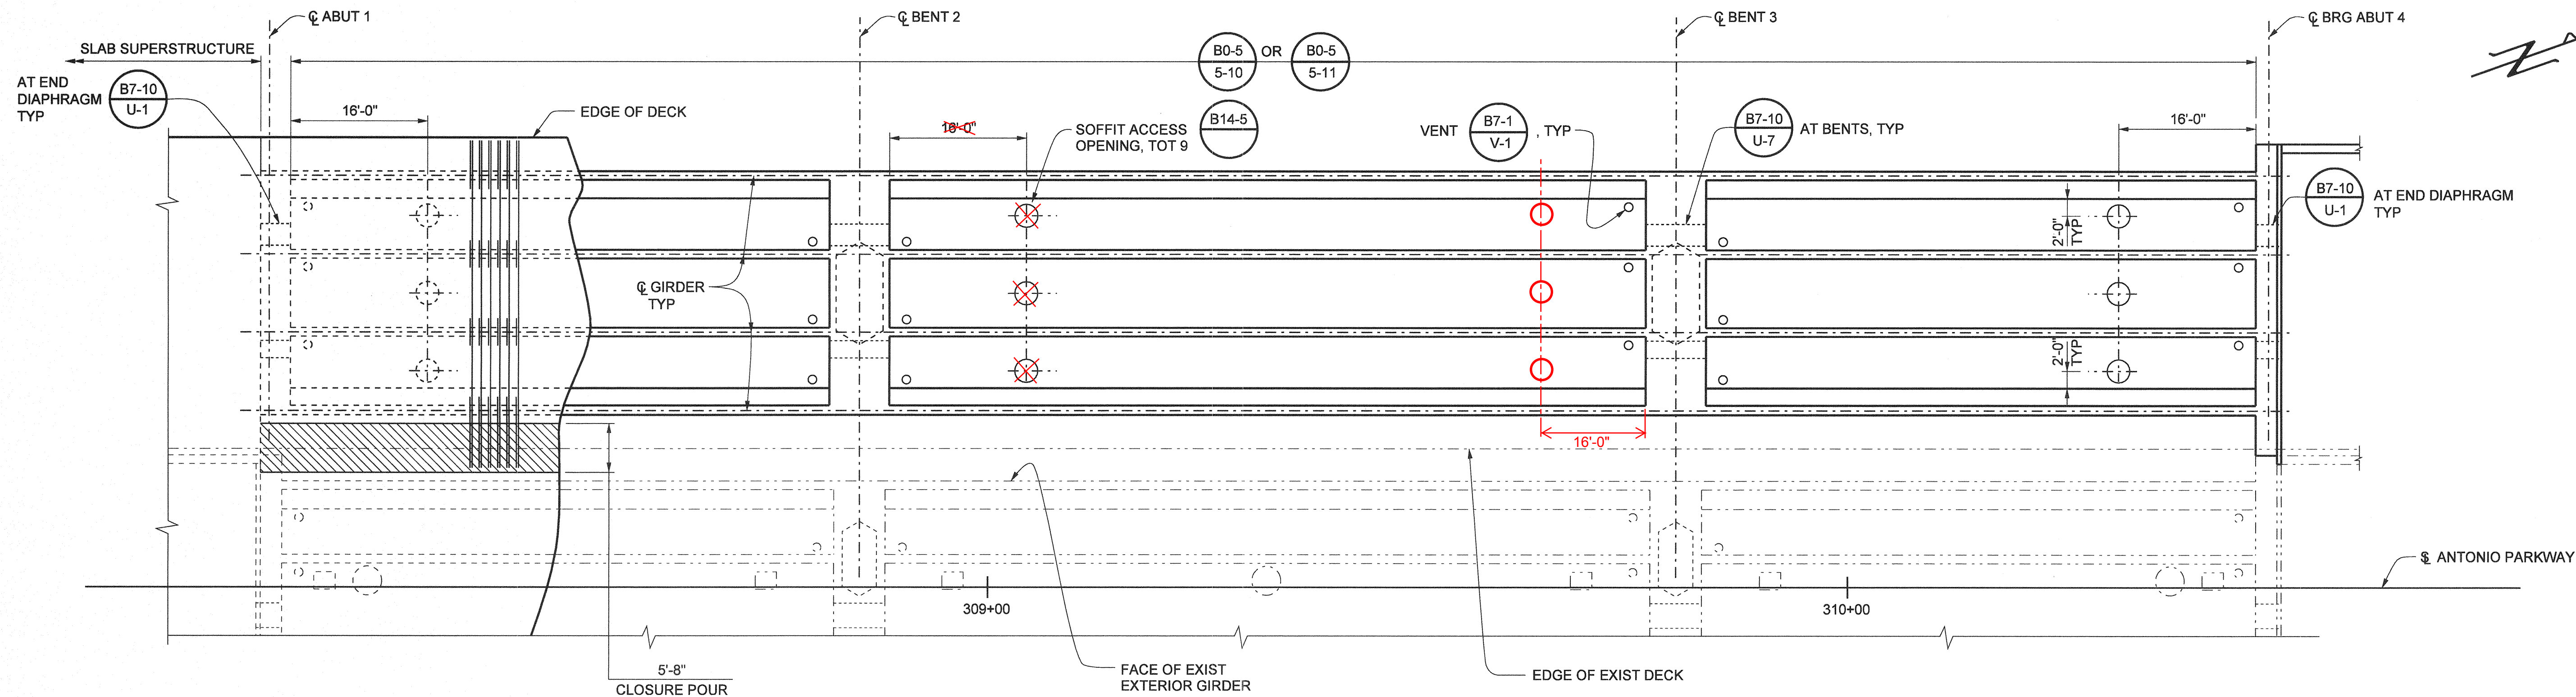 ℄ ABUT 1
℄ BENT 2
℄ BENT 3
℄ BRG ABUT 4
SLAB SUPERSTRUCTURE
B0-5
5-10
OR
B0-5
5-11
AT END
DIAPHRAGM
TYP
B7-10
U-1
16'-0"
EDGE OF DECK
16'-0"
SOFFIT ACCESS
OPENING, TOT 9
B14-5
VENT
B7-1
V-1
, TYP
B7-10
U-7
AT BENTS, TYP
16'-0"
B7-10
U-1
AT END DIAPHRAGM
TYP
2'-0"
TYP
℄ GIRDER
TYP
2'-0"
TYP
16'-0"
309+00
310+00
℄ ANTONIO PARKWAY
5'-8"
CLOSURE POUR
FACE OF EXIST
EXTERIOR GIRDER
EDGE OF EXIST DECK